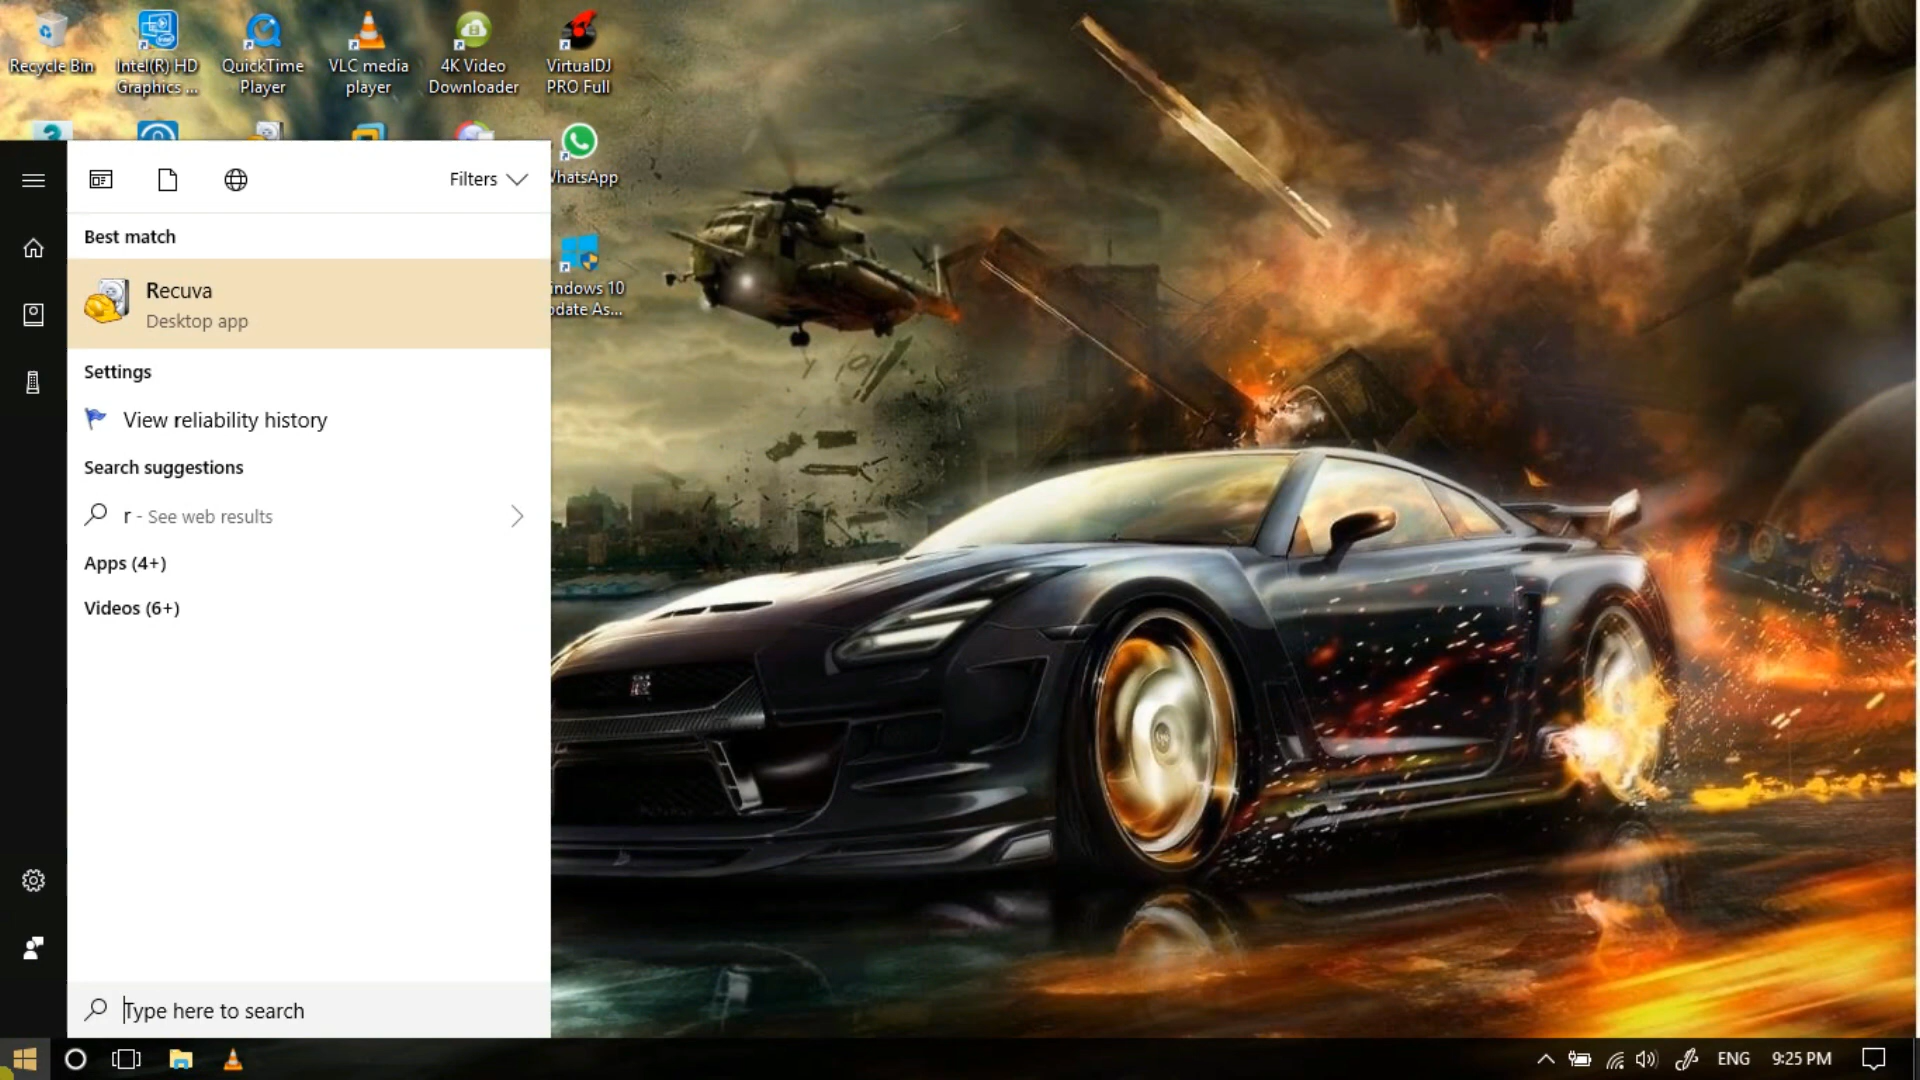 Recycle Bin
Intel(R) HD
Graphics ...
QuickTime
Player
VLC media
player
4K Video
Downloader
VirtualDJ
PRO Full
Filters
hatsApp
Best match
Recuva
Desktop app
indows 10
pdate As...
Settings
View reliability history
Search suggestions
r - See web results
Apps (4+)
Videos (6+)
Type here to search
ENG
9:25 PM